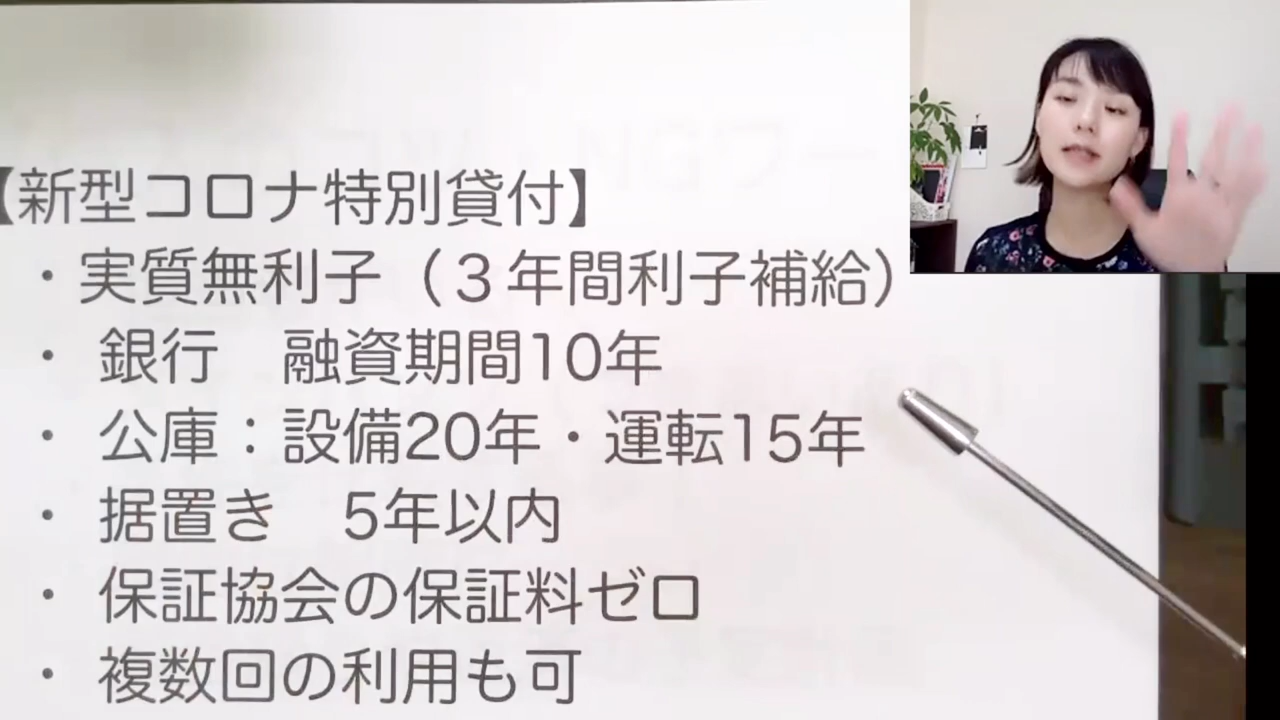 【新型コロナ特別貸付】
・実質無利子（３年間利子補給）
・ 銀行　融資期間10年
・ 公庫：設備20年・運転15年
・ 据置き　5年以内
・ 保証協会の保証料ゼロ
・ 複数回の利用も可